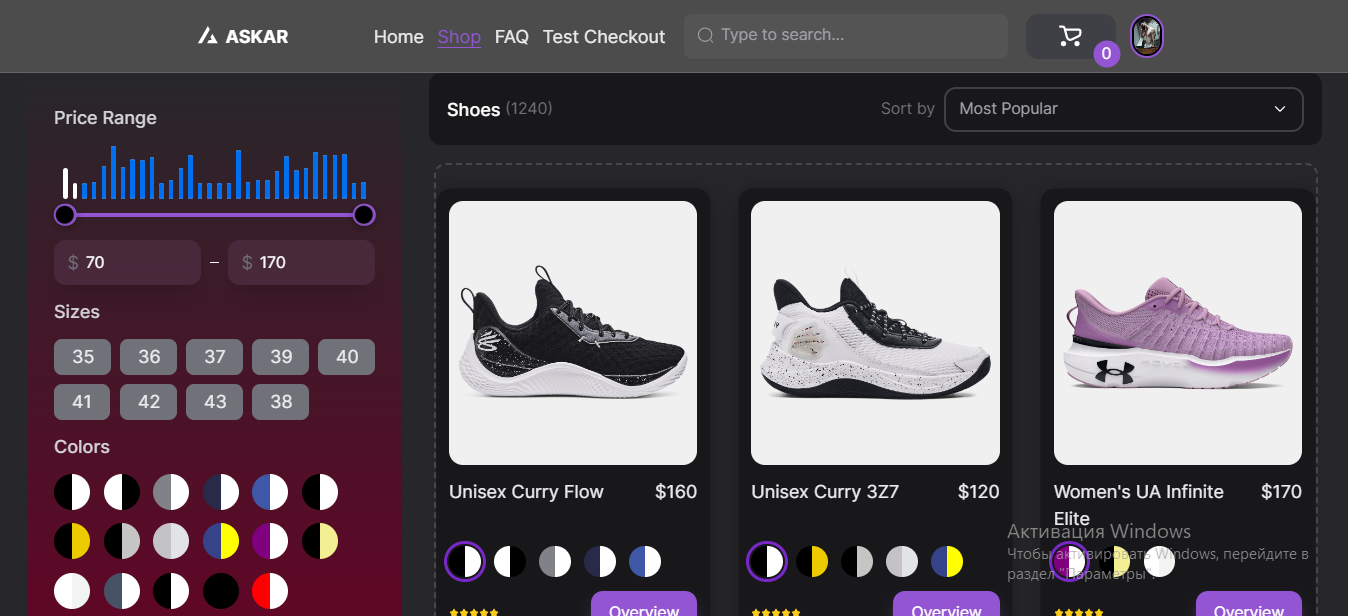 ASKAR
Home Shop FAQ Test Checkout
Type to search...
0
Price Range
$ 70 – $ 170
Sizes
35 36 37 39 40
41 42 43 38
Colors
Shoes (1240)
Sort by Most Popular
Unisex Curry Flow $160
Overview
Unisex Curry 3Z7 $120
Overview
Women's UA Infinite $170
Elite
Overview
Активация Windows
Чтобы активировать Windows, перейдите в
раздел "Параметры".